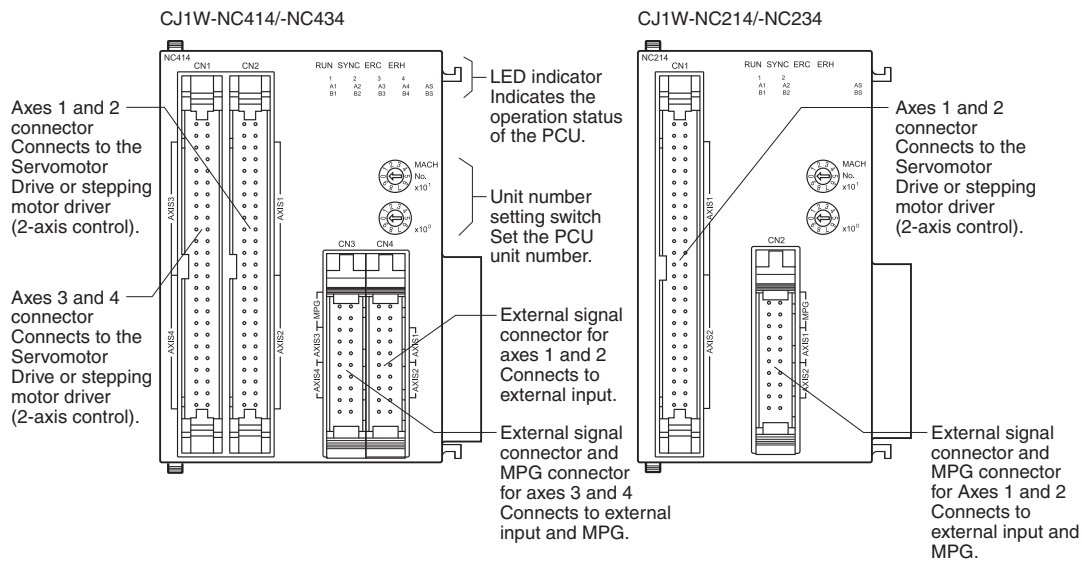 CJ1W-NC414/-NC434
NC414
CN1 CN2
RUN SYNC ERC ERH
1 2 3 4
A1 A2 A3 A4 AS
B1 B2 B3 B4 BS
MACH
No.
x10¹
x10⁰
AXIS3
AXIS4
AXIS1
AXIS2
CN3 CN4
MPG
AXIS3
AXIS4
AXIS1
AXIS2
Axes 1 and 2
connector
Connects to the
Servomotor
Drive or stepping
motor driver
(2-axis control).
Axes 3 and 4
connector
Connects to the
Servomotor
Drive or stepping
motor driver
(2-axis control).
LED indicator
Indicates the
operation status
of the PCU.
Unit number
setting switch
Set the PCU
unit number.
External signal
connector for
axes 1 and 2
Connects to
external input.
External signal
connector and
MPG connector
for axes 3 and 4
Connects to external
input and MPG.
CJ1W-NC214/-NC234
NC214
CN1
RUN SYNC ERC ERH
1 2
A1 A2 AS
B1 B2 BS
MACH
No.
x10¹
x10⁰
AXIS1
AXIS2
CN2
MPG
AXIS1
AXIS2
Axes 1 and 2
connector
Connects to the
Servomotor
Drive or stepping
motor driver
(2-axis control).
External signal
connector and
MPG connector
for Axes 1 and 2
Connects to
external input and
MPG.